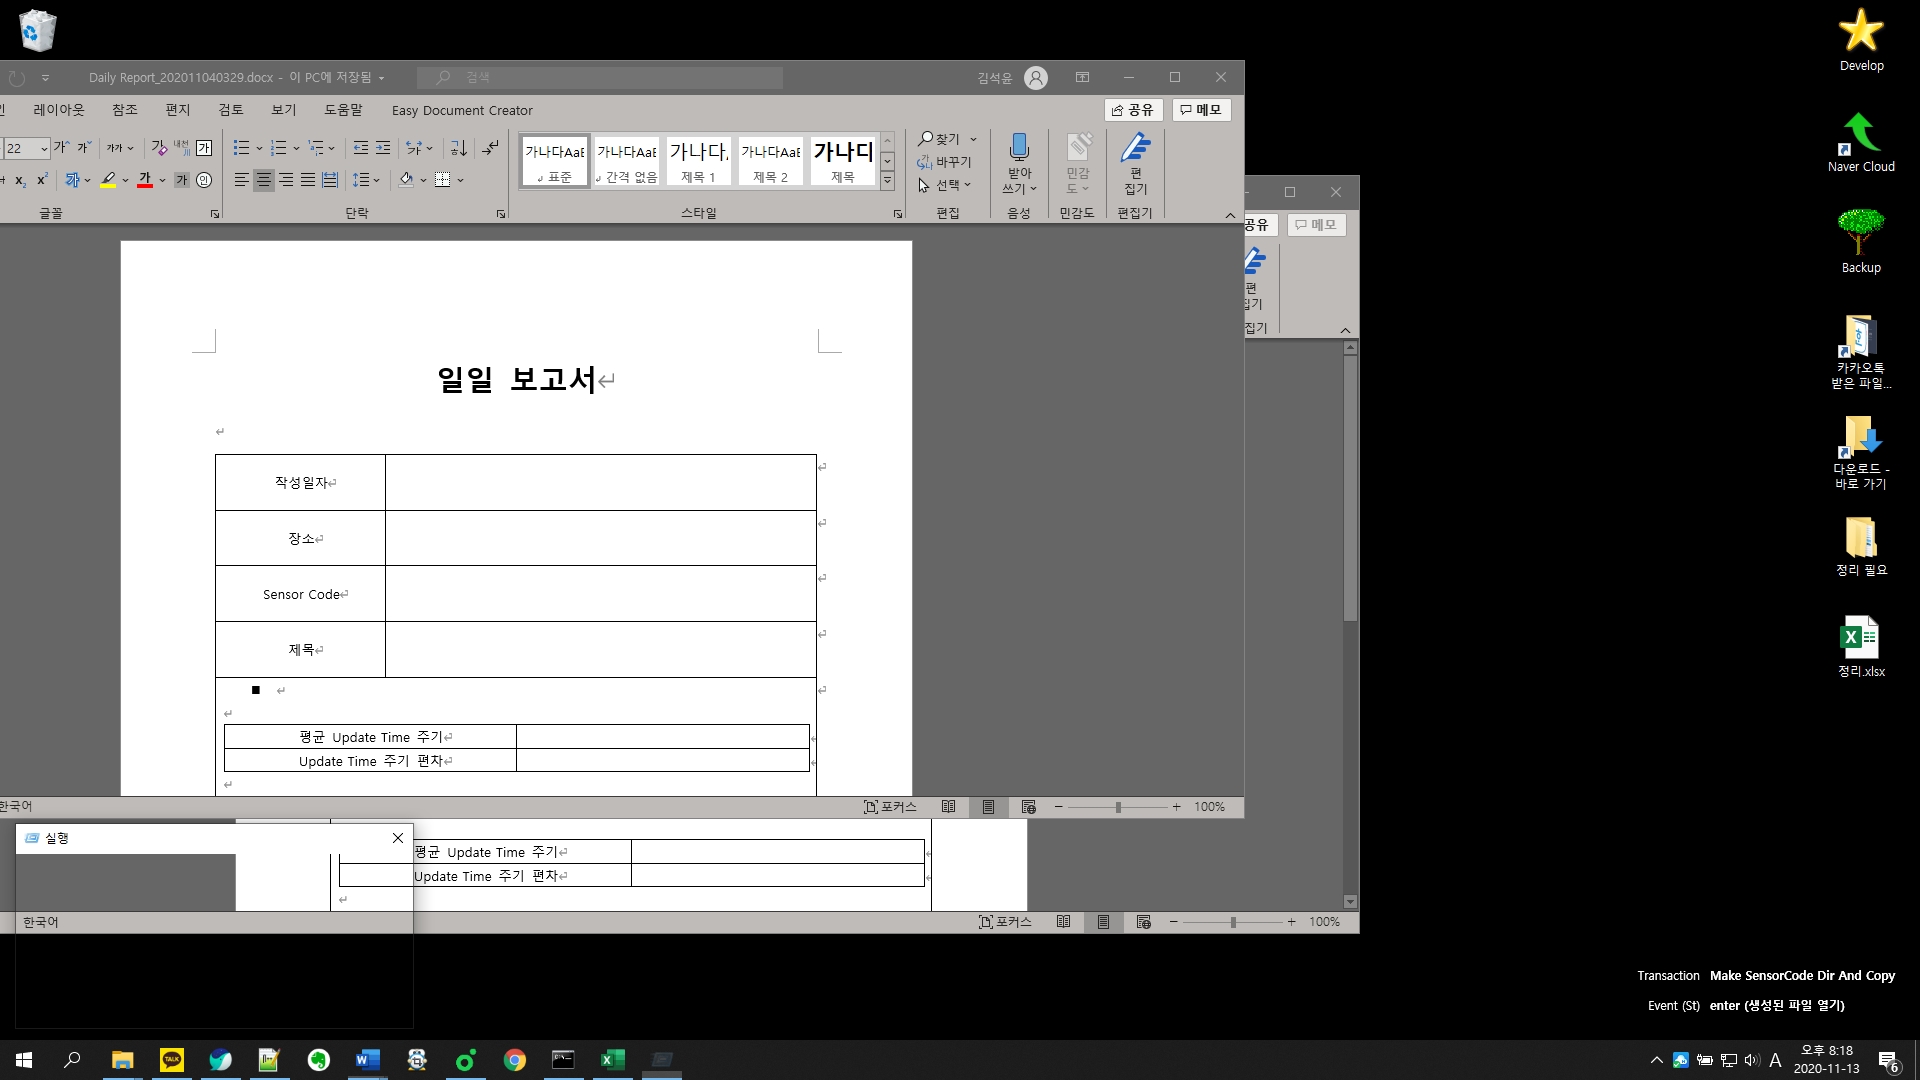 Daily Report_202011040329.docx - 이 PC에 저장됨
검색
김석윤
레이아웃 참조 편지 검토 보기 도움말 Easy Document Creator
공유 메모
22
가나다AaB 가나다AaB 가나다, 가나다AaB 가나디
표준 간격 없음 제목 1 제목 2 제목
찾기
바꾸기
선택
받아
쓰기
민감
도
편
집기
글꼴 단락 스타일 편집 음성 민감도 편집기
공유 메모
편
집기
집기
일일 보고서
작성일자
장소
Sensor Code
제목
평균 Update Time 주기
Update Time 주기 편차
한국어
포커스
100%
실행
평균 Update Time 주기
Update Time 주기 편차
한국어
포커스
100%
Develop
Naver Cloud
Backup
카카오톡
받은 파일...
다운로드 -
바로 가기
정리 필요
정리.xlsx
Transaction Make SensorCode Dir And Copy
Event (St) enter (생성된 파일 열기)
TALK
A
오후 8:18
2020-11-13
6